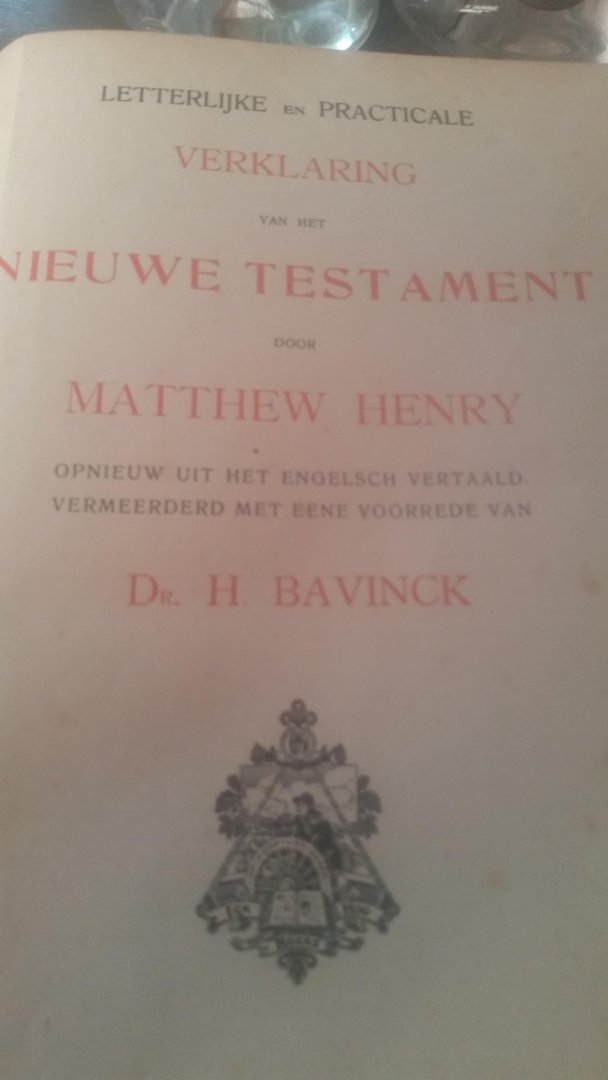 LETTERLIJKE EN PRACTICALE
VERKLARING
VAN HET
NIEUWE TESTAMENT
DOOR
MATTHEW HENRY
OPNIEUW UIT HET ENGELSCH VERTAALD.
VERMEERDERD MET EENE VOORREDE VAN
DR. H. BAVINCK